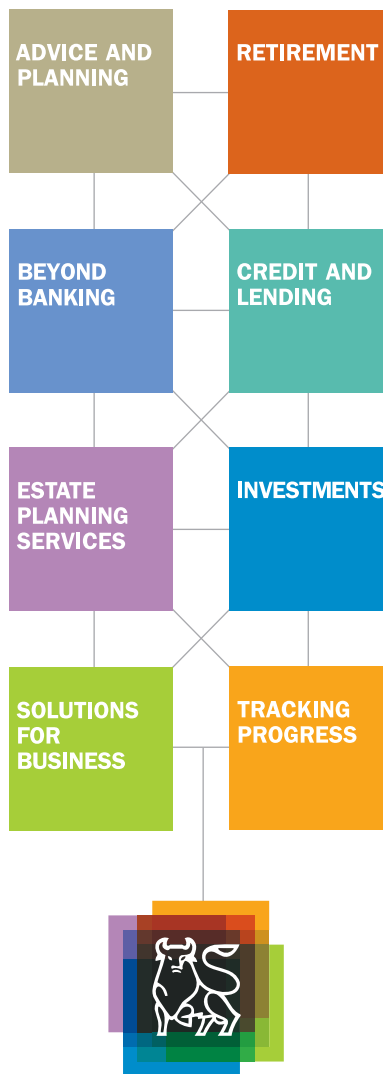 ADVICE AND
PLANNING
RETIREMENT
BEYOND
BANKING
CREDIT AND
LENDING
ESTATE
PLANNING
SERVICES
INVESTMENTS
SOLUTIONS
FOR
BUSINESS
TRACKING
PROGRESS